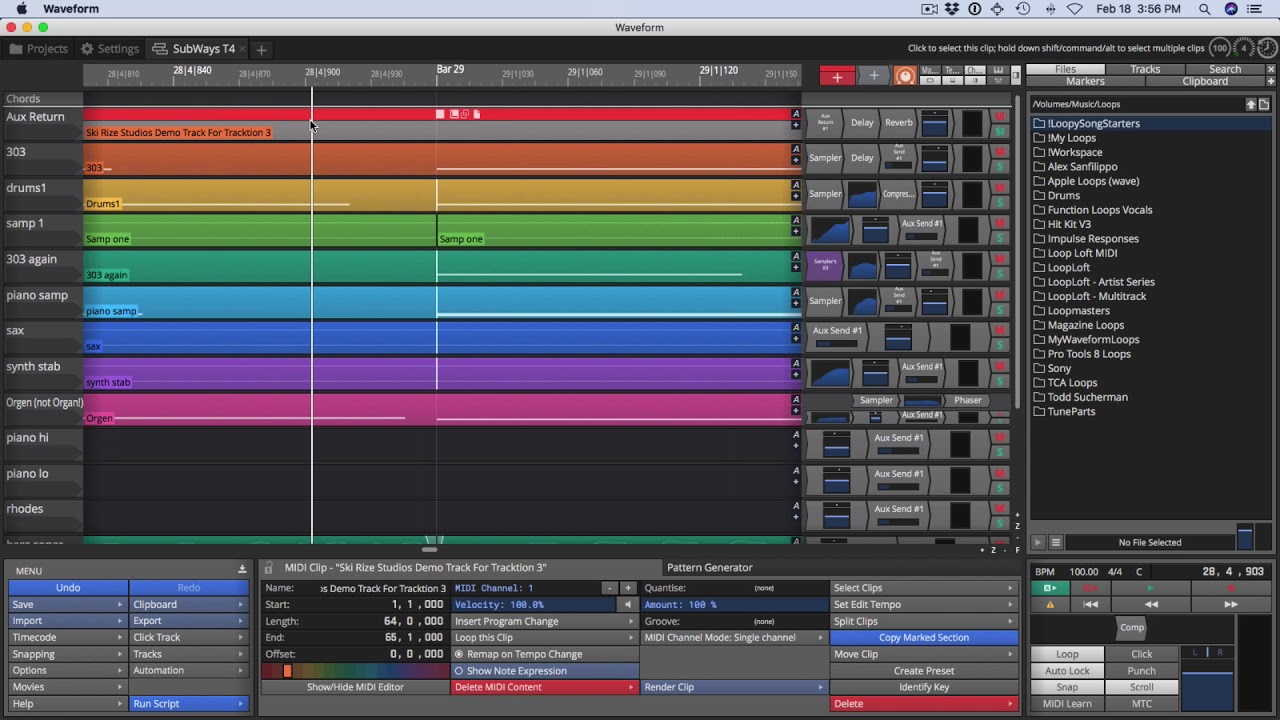 Waveform
Feb 18 3:56 PM
Waveform
Projects
Settings
SubWays T4
Click to select this clip; hold down shift/command/alt to select multiple clips
100
4
28|4|810
28|4|840
28|4|870
28|4|900
28|4|930
Bar 29
29|1|030
29|1|060
29|1|090
29|1|120
29|1|150
Files
Tracks
Search
Markers
Clipboard
Chords
Aux Return
Ski Rize Studios Demo Track For Tracktion 3
Aux Return #1
Delay
Reverb
303
303
Sampler
Delay
Aux Send #1
drums1
Drums1
Sampler
Compres...
samp 1
Samp one
Samp one
Aux Send #1
303 again
303 again
Sampler's #3
Aux Send #1
piano samp
piano samp
Sampler
Aux Send #1
sax
sax
Aux Send #1
synth stab
synth stab
Aux Send #1
Orgen (not Organ!)
Orgen
Sampler
Phaser
Aux Send #1
piano hi
Aux Send #1
piano lo
Aux Send #1
rhodes
Aux Send #1
/Volumes/Music/Loops
!LoopySongStarters
!My Loops
!Workspace
Alex Sanfilippo
Apple Loops (wave)
Drums
Function Loops Vocals
Hit Kit V3
Impulse Responses
Loop Loft MIDI
LoopLoft
LoopLoft - Artist Series
LoopLoft - Multitrack
Loopmasters
Magazine Loops
MyWaveformLoops
Pro Tools 8 Loops
Sony
TCA Loops
Todd Sucherman
TuneParts
No File Selected
MENU
Undo
Redo
Save
Clipboard
Import
Export
Timecode
Click Track
Snapping
Tracks
Options
Automation
Movies
Help
Run Script
MIDI Clip - "Ski Rize Studios Demo Track For Tracktion 3"
Pattern Generator
Name:
os Demo Track For Tracktion 3
Start:
1, 1 ,000
Length:
64, 0 ,000
End:
65, 1 ,000
Offset:
0, 0 ,000
Show/Hide MIDI Editor
MIDI Channel: 1
- +
Velocity: 100.0%
Insert Program Change
Loop this Clip
Remap on Tempo Change
Show Note Expression
Delete MIDI Content
Quantise:
(none)
Amount: 100 %
Groove:
(none)
MIDI Channel Mode: Single channel
Render Clip
Select Clips
Set Edit Tempo
Split Clips
Copy Marked Section
Move Clip
Create Preset
Identify Key
Delete
BPM
100.00
4/4
C
28, 4 ,903
Comp
Loop
Click
Auto Lock
Punch
Snap
Scroll
MIDI Learn
MTC
L
R